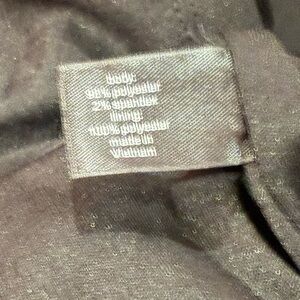 body:
98% polyester
2% spandex
lining:
100% polyester
made in
Vietnam